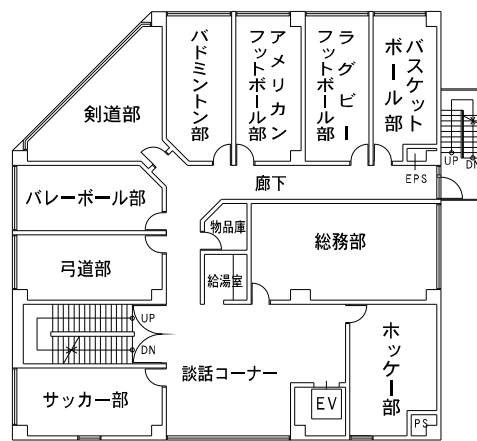 剣道部
バドミントン部
アメリカン
フットボール部
ラグビー
フットボール部
バスケット
ボール部
UP
DN
EPS
廊下
バレーボール部
物品庫
総務部
弓道部
給湯室
UP
DN
談話コーナー
ホッケー部
サッカー部
EV
PS